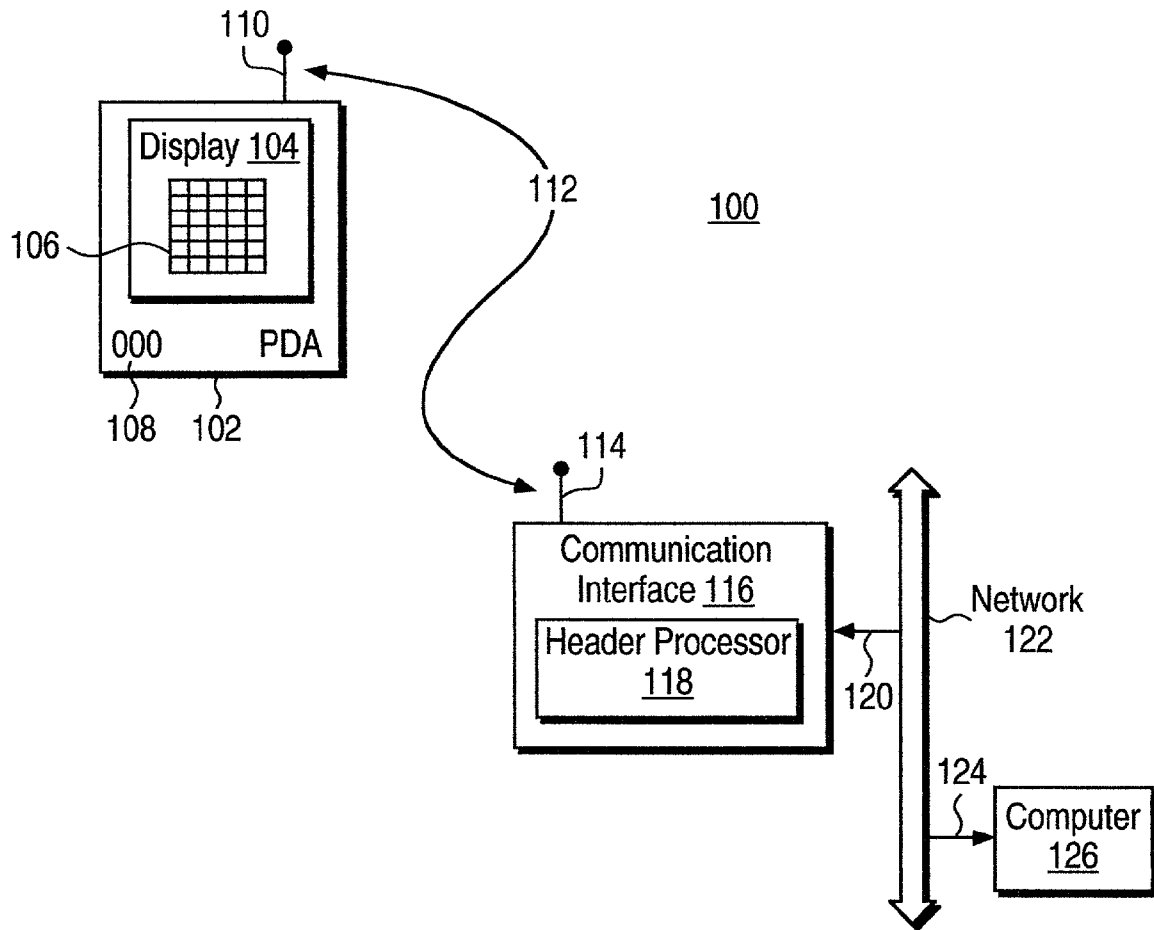 110
Display 104
112
100
106
000 PDA
108 102
114
Communication
Interface 116
Header Processor
118
Network
122
120
124
Computer
126